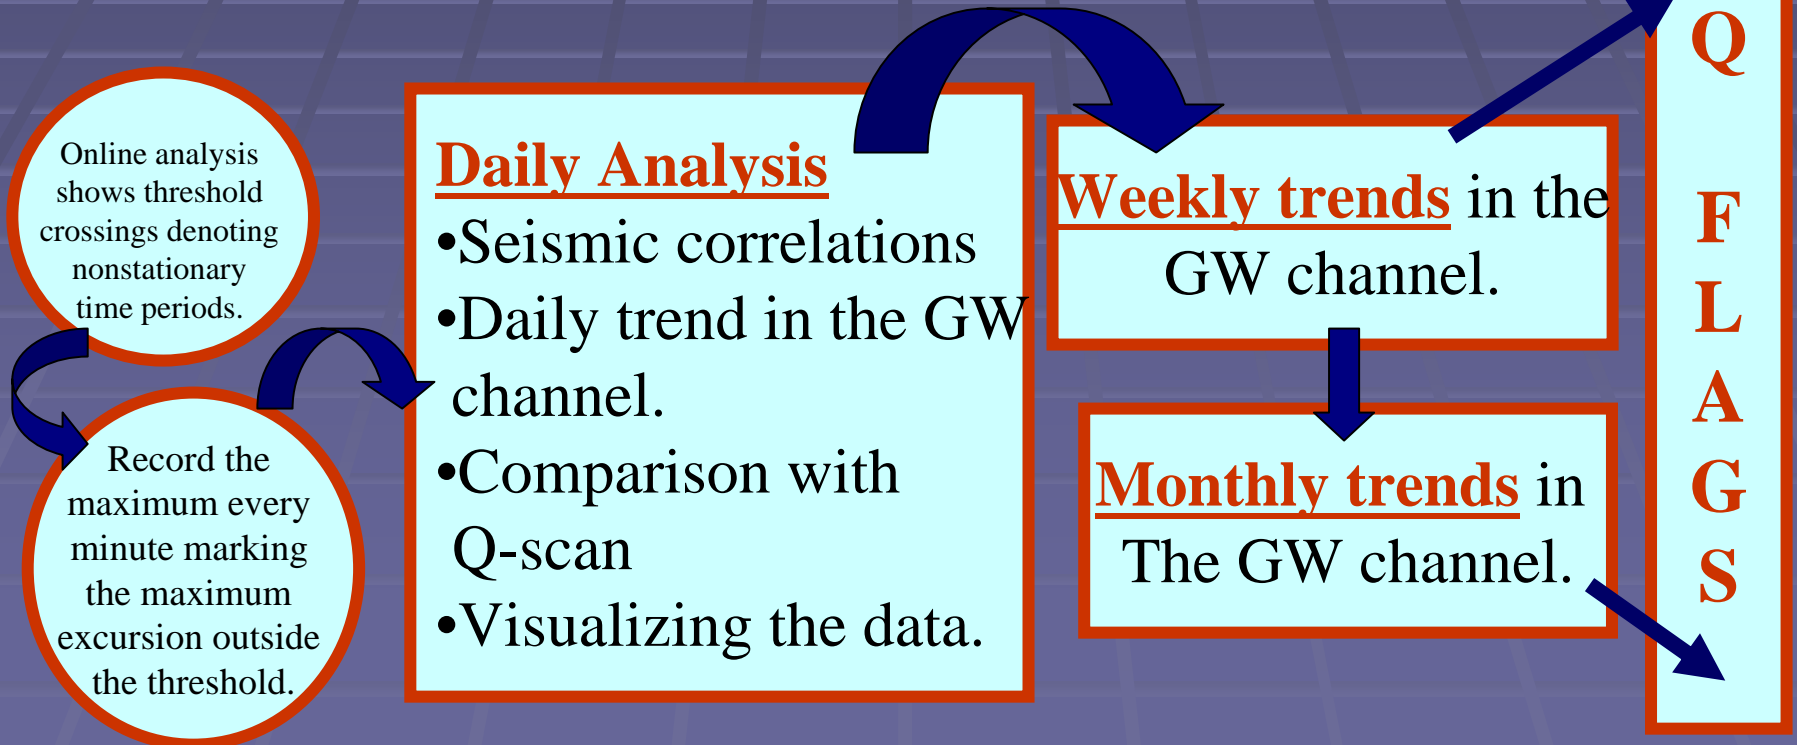 Online analysis
shows threshold
crossings denoting
nonstationary
time periods.
Record the
maximum every
minute marking
the maximum
excursion outside
the threshold.
Daily Analysis
•Seismic correlations
•Daily trend in the GW
channel.
•Comparison with
Q-scan
•Visualizing the data.
Weekly trends in the
GW channel.
Monthly trends in
The GW channel.
Q
F
L
A
G
S